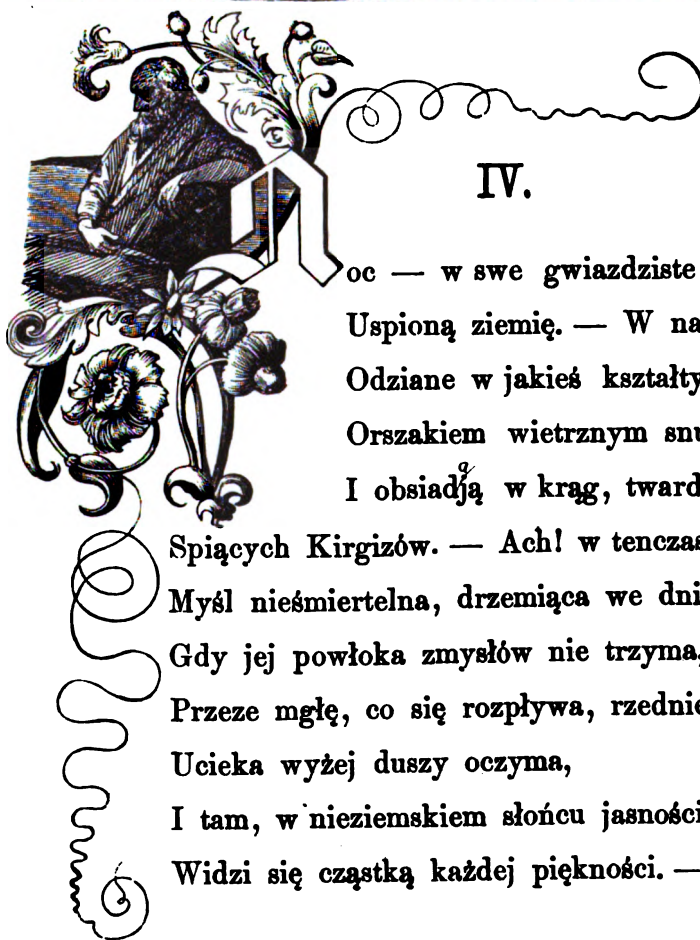 IV.
Noc — w swe gwiazdziste
Uspioną ziemię. — W na
Odziane w jakieś kształty
Orszakiem wietrznym snu
I obsiadją w krąg, tward
Spiących Kirgizów. — Ach! w tenczas
Myśl nieśmiertelna, drzemiąca we dni
Gdy jej powłoka zmysłów nie trzyma,
Przeze mgłę, co się rozpływa, rzednie
Ucieka wyżej duszy oczyma,
I tam, w nieziemskiem słońcu jasności
Widzi się cząstką każdej piękności. —